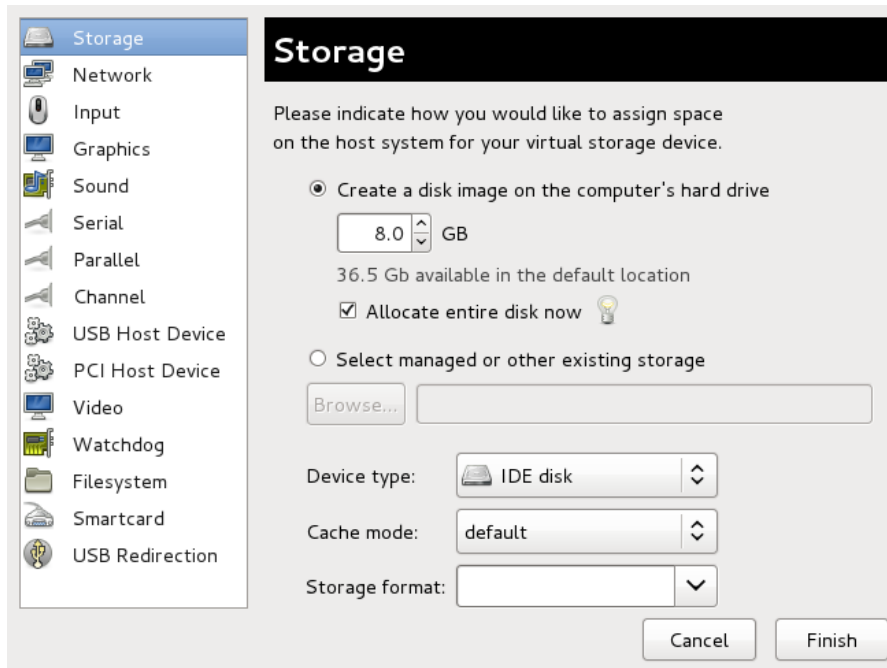 Storage
Network
Input
Graphics
Sound
Serial
Parallel
Channel
USB Host Device
PCI Host Device
Video
Watchdog
Filesystem
Smartcard
USB Redirection
Storage
Please indicate how you would like to assign space
on the host system for your virtual storage device.
Create a disk image on the computer's hard drive
8.0 GB
36.5 Gb available in the default location
Allocate entire disk now
Select managed or other existing storage
Browse...
Device type: IDE disk
Cache mode: default
Storage format:
Cancel Finish